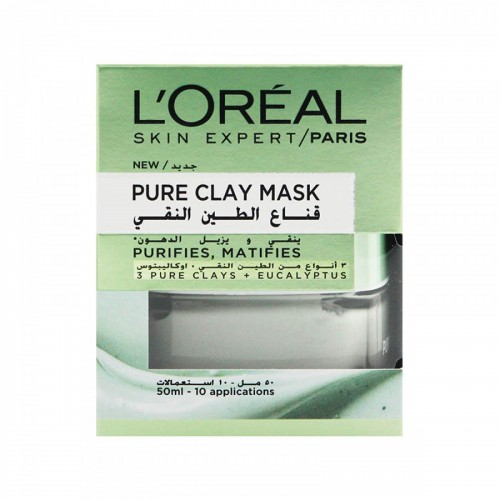 L'ORÉAL
SKIN EXPERT/PARIS
NEW / جديد
PURE CLAY MASK
قناع الطين النقي
ينقي و يزيل الدهون*
PURIFIES, MATIFIES
٣ أنواع من الطين النقي + اوكاليبتوس
3 PURE CLAYS + EUCALYPTUS
٥٠ مل - ١٠ استعمالات
50ml - 10 applications